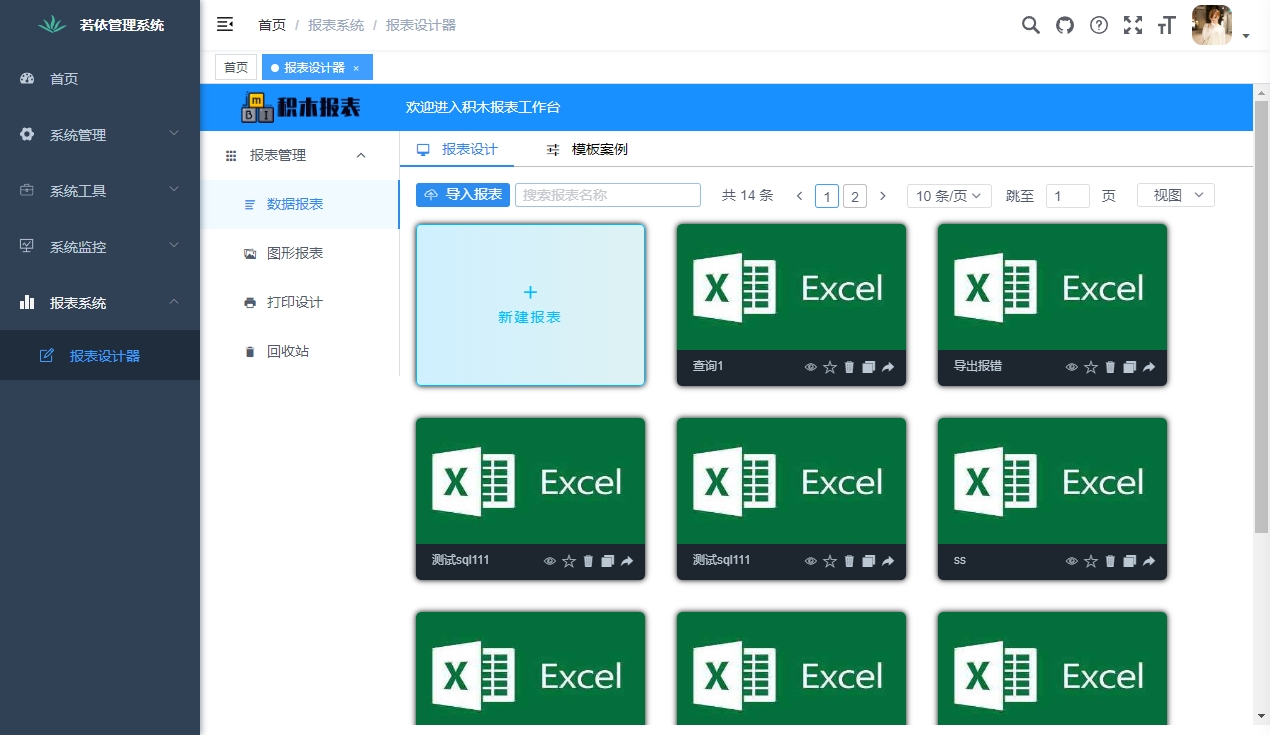 若依管理系统
首页 / 报表系统 / 报表设计器
首页
报表设计器 ×
首页
系统管理
系统工具
系统监控
报表系统
报表设计器
m B I 积木报表
欢迎进入积木报表工作台
报表管理
数据报表
图形报表
打印设计
回收站
报表设计
模板案例
导入报表 搜索报表名称 共 14 条 < 1 2 > 10 条/页 跳至 1 页 视图
+
新建报表
X Excel
查询1
X Excel
导出报错
X Excel
测试sql111
X Excel
测试sql111
X Excel
ss
X Excel
X Excel
X Excel